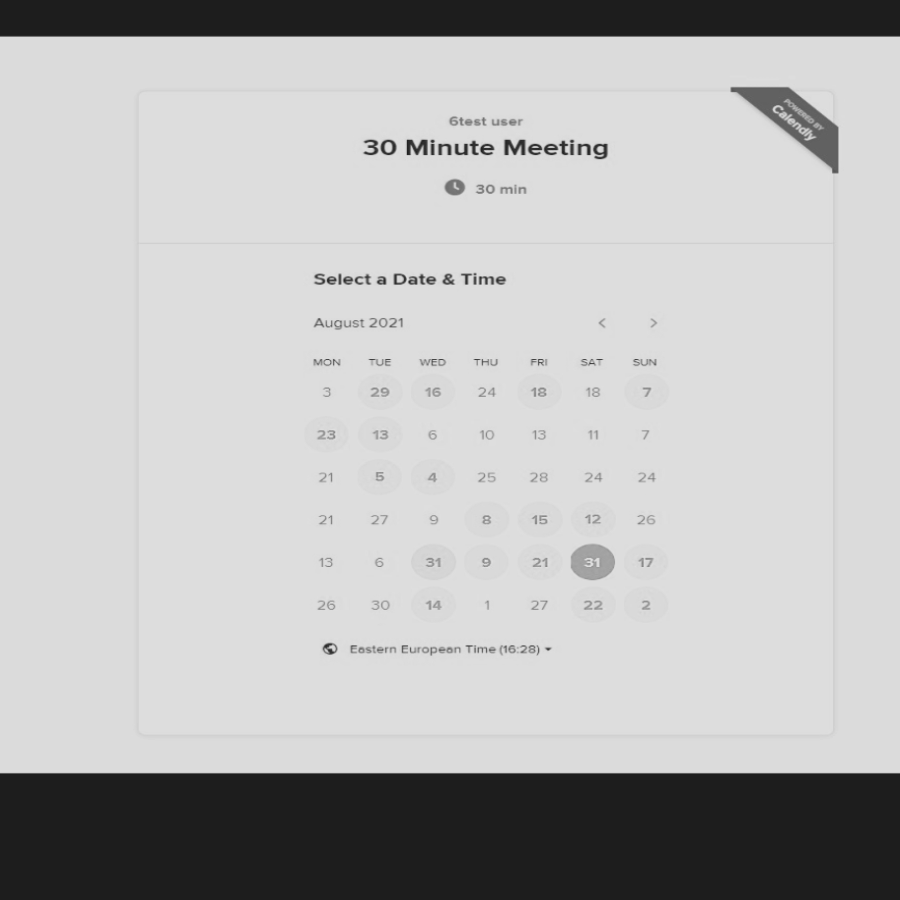 POWERED BY
Calendly
6test user
30 Minute Meeting
30 min
Select a Date & Time
August 2021
< >
MON TUE WED THU FRI SAT SUN
3 29 16 24 18 18 7
23 13 6 10 13 11 7
21 5 4 25 28 24 24
21 27 9 8 15 12 26
13 6 31 9 21 31 17
26 30 14 1 27 22 2
Eastern European Time (16:28)